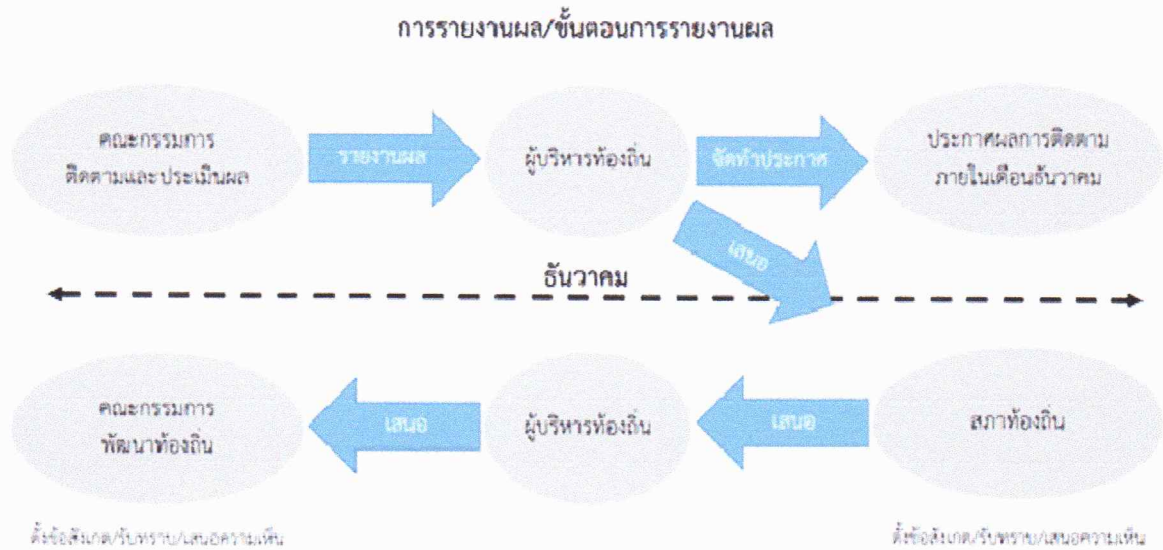 การรายงานผล/ขั้นตอนการรายงานผล
คณะกรรมการ
ติดตามและประเมินผล
รายงานผล
ผู้บริหารท้องถิ่น
จัดทำประกาศ
ประกาศผลการติดตาม
ภายในเดือนธันวาคม
เสนอ
ธันวาคม
คณะกรรมการ
พัฒนาท้องถิ่น
เสนอ
ผู้บริหารท้องถิ่น
เสนอ
สภาท้องถิ่น
ตั้งข้อสังเกต/รับทราบ/เสนอความเห็น
ตั้งข้อสังเกต/รับทราบ/เสนอความเห็น